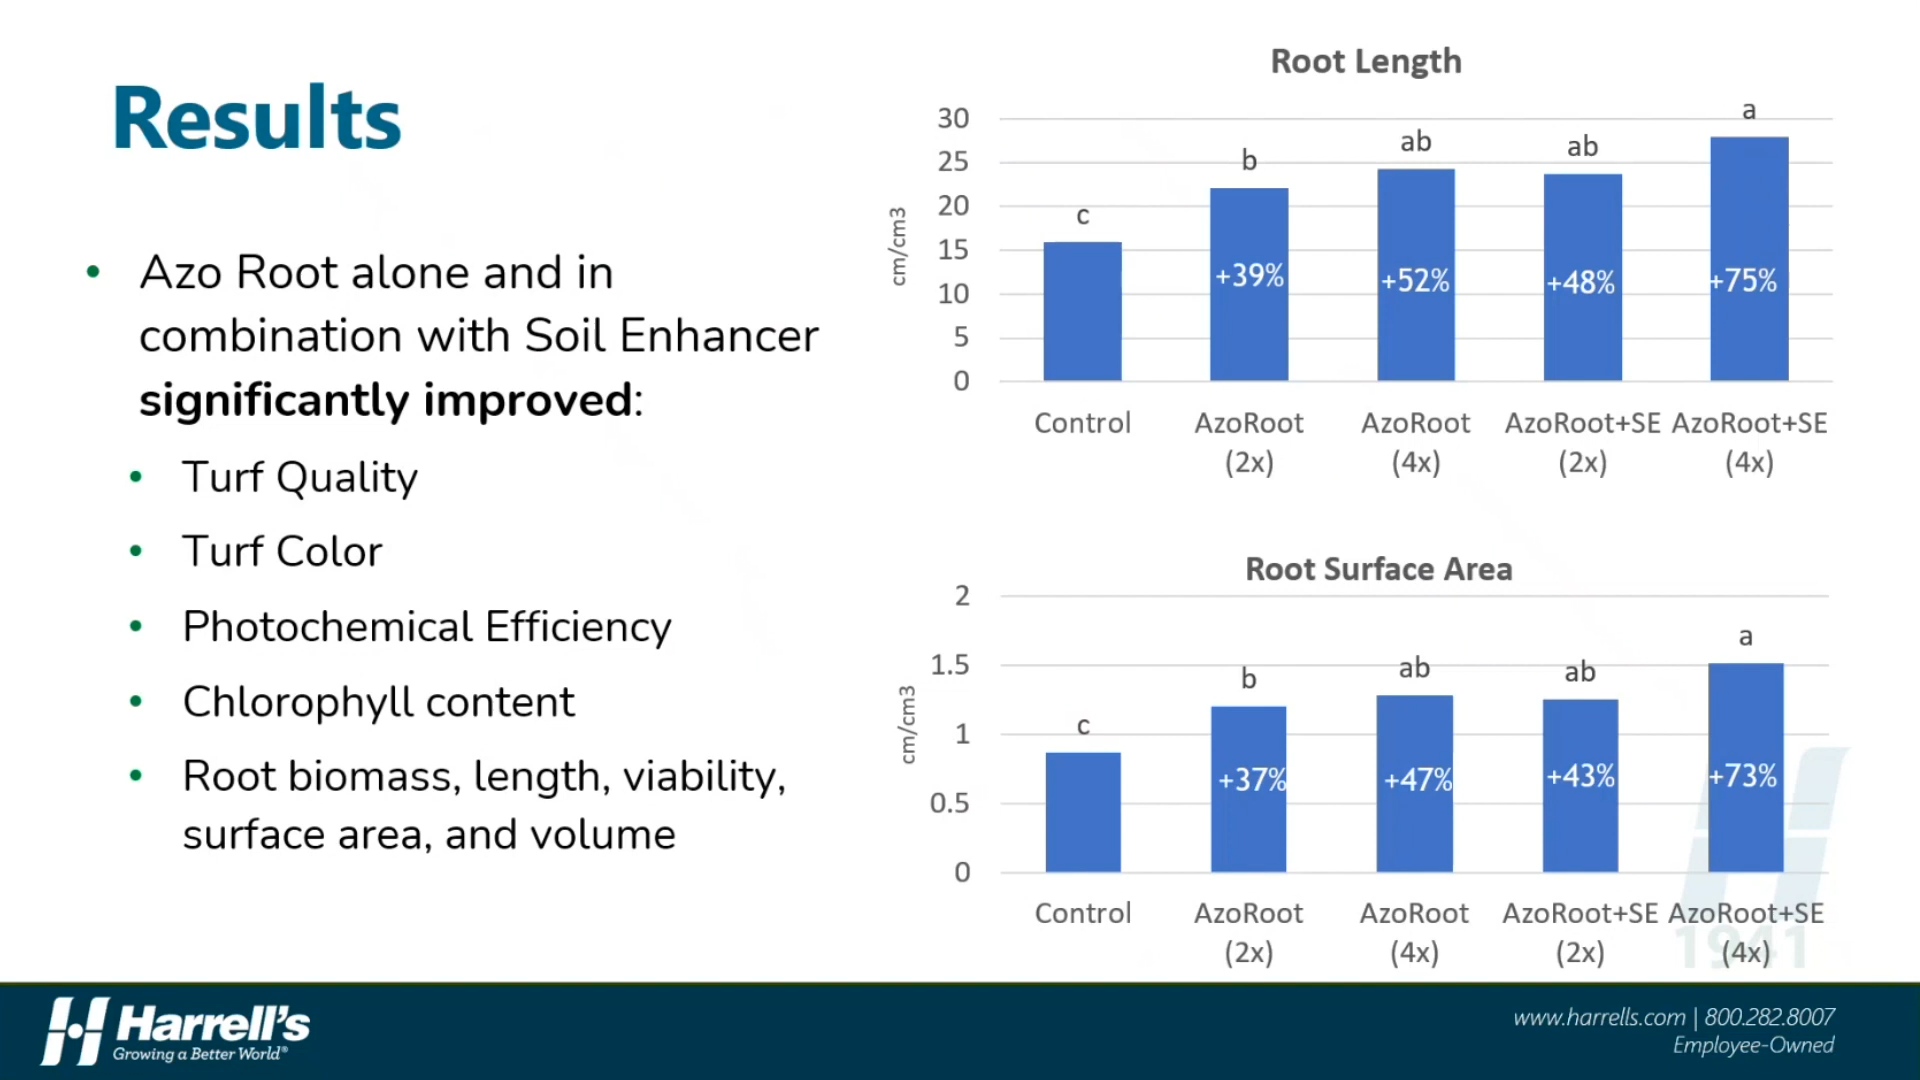 Results
• Azo Root alone and in
combination with Soil Enhancer
significantly improved:
• Turf Quality
• Turf Color
• Photochemical Efficiency
• Chlorophyll content
• Root biomass, length, viability,
surface area, and volume
Root Length
cm/cm3
30
25
20
15
10
5
0
c
b
ab
ab
a
+39%
+52%
+48%
+75%
Control
AzoRoot
(2x)
AzoRoot
(4x)
AzoRoot+SE
(2x)
AzoRoot+SE
(4x)
Root Surface Area
cm/cm3
2
1.5
1
0.5
0
c
b
ab
ab
a
+37%
+47%
+43%
+73%
Control
AzoRoot
(2x)
AzoRoot
(4x)
AzoRoot+SE
(2x)
AzoRoot+SE
(4x)
1941
Harrell's
Growing a Better World®
www.harrells.com | 800.282.8007
Employee-Owned